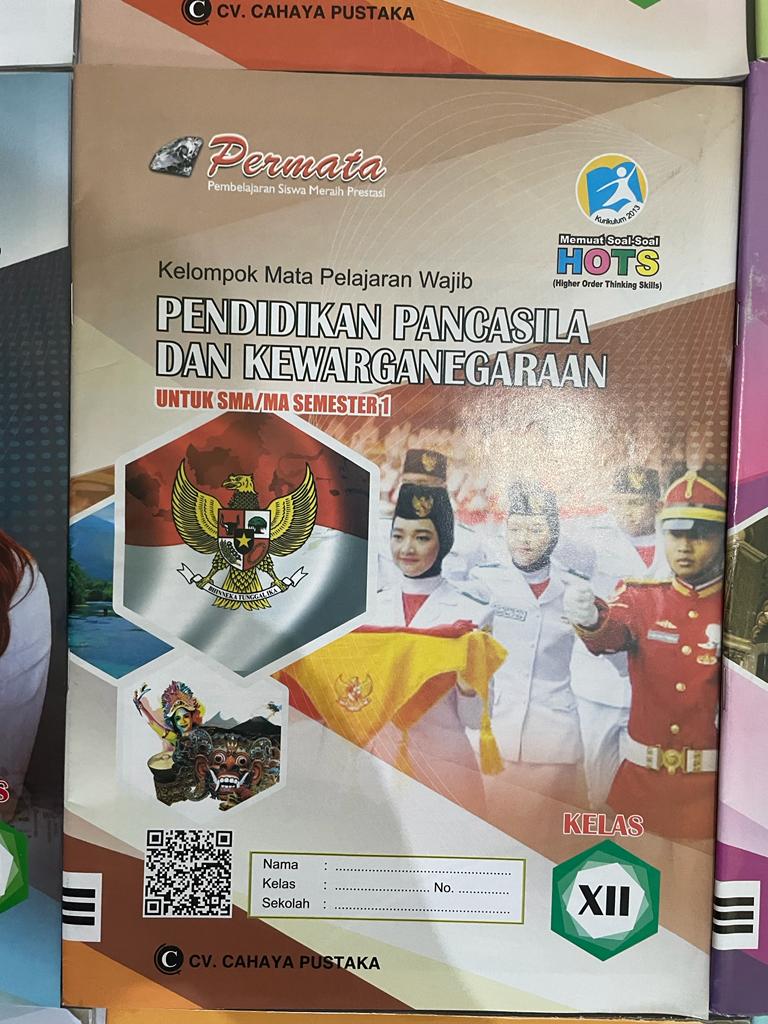 C CV. CAHAYA PUSTAKA
Permata
Pembelajaran Siswa Meraih Prestasi
Kurikulum 2013
Memuat Soal-Soal
HOTS
(Higher Order Thinking Skills)
Kelompok Mata Pelajaran Wajib
PENDIDIKAN PANCASILA
DAN KEWARGANEGARAAN
UNTUK SMA/MA SEMESTER 1
BHINNEKA TUNGGAL IKA
KELAS
XII
Nama : ........................................................
Kelas : .............................. No. ................
Sekolah : ........................................................
C CV. CAHAYA PUSTAKA